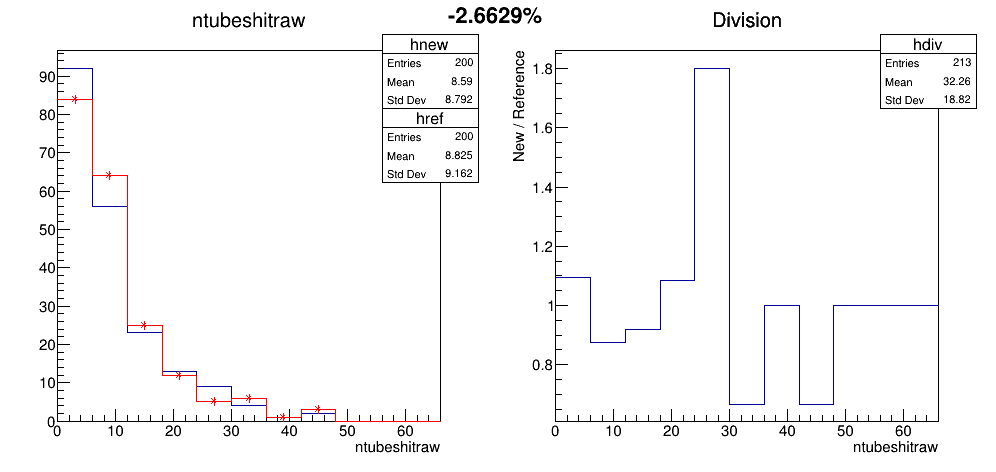 -2.6629%
ntubeshitraw
hnew
Entries 200
Mean 8.59
Std Dev 8.792
href
Entries 200
Mean 8.825
Std Dev 9.162
90
80
70
60
50
40
30
20
10
0
0 10 20 30 40 50 60
ntubeshitraw
Division
hdiv
Entries 213
Mean 32.26
Std Dev 18.82
New / Reference
1.8
1.6
1.4
1.2
1
0.8
0 10 20 30 40 50 60
ntubeshitraw